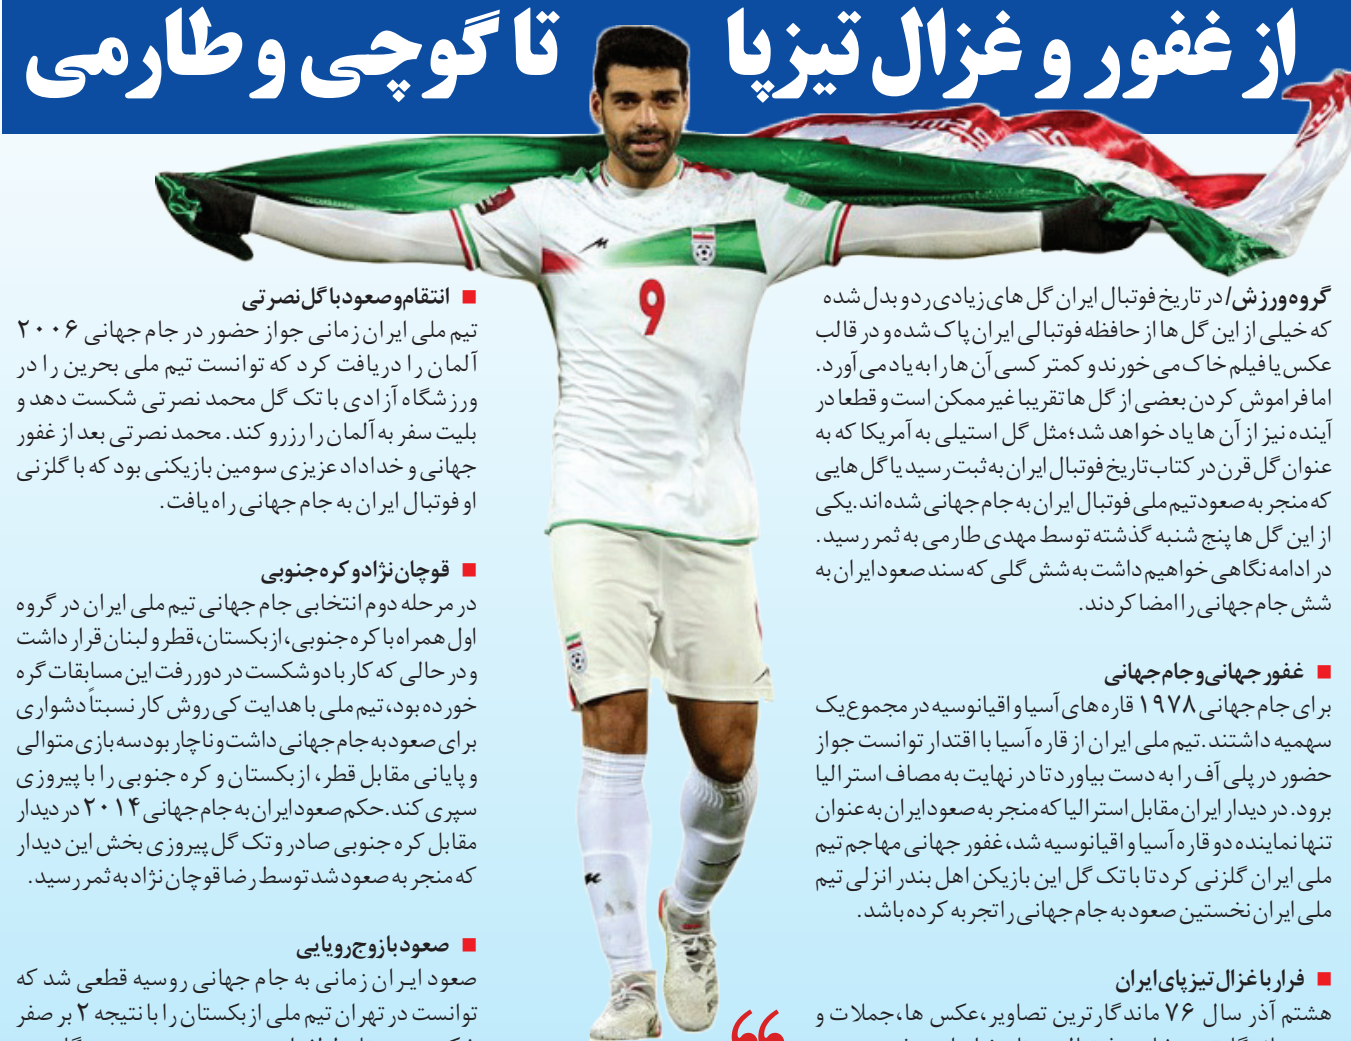 از غفور و غزال تیزپا تا گوچی و طارمی
گروه ورزش/ در تاریخ فوتبال ایران گل های زیادی رد و بدل شده
که خیلی از این گل ها از حافظه فوتبالی ایران پاک شده و در قالب
عکس یا فیلم خاک می خورند و کمتر کسی آن ها را به یاد می آورد.
اما فراموش کردن بعضی از گل ها تقریبا غیر ممکن است و قطعا در
آینده نیز از آن ها یاد خواهد شد؛ مثل گل استیلی به آمریکا که به
عنوان گل قرن در کتاب تاریخ فوتبال ایران به ثبت رسید یا گل هایی
که منجر به صعود تیم ملی فوتبال ایران به جام جهانی شده اند. یکی
از این گل ها پنج شنبه گذشته توسط مهدی طارمی به ثمر رسید.
در ادامه نگاهی خواهیم داشت به شش گلی که سند صعود ایران به
شش جام جهانی را امضا کردند.
■ غفور جهانی و جام جهانی
برای جام جهانی ۱۹۷۸ قاره های آسیا و اقیانوسیه در مجموع یک
سهمیه داشتند. تیم ملی ایران از قاره آسیا با اقتدار توانست جواز
حضور در پلی آف را به دست بیاورد تا در نهایت به مصاف استرالیا
برود. در دیدار ایران مقابل استرالیا که منجر به صعود ایران به عنوان
تنها نماینده دو قاره آسیا و اقیانوسیه شد، غفور جهانی مهاجم تیم
ملی ایران گلزنی کرد تا با تک گل این بازیکن اهل بندر انزلی تیم
ملی ایران نخستین صعود به جام جهانی را تجربه کرده باشد.
■ فرار با غزال تیزپای ایران
هشتم آذر سال ۷۶ ماندگارترین تصاویر، عکس ها، جملات و
■ انتقام و صعود با گل نصرتی
تیم ملی ایران زمانی جواز حضور در جام جهانی ۲۰۰۶
آلمان را دریافت کرد که توانست تیم ملی بحرین را در
ورزشگاه آزادی با تک گل محمد نصرتی شکست دهد و
بلیت سفر به آلمان را رزرو کند. محمد نصرتی بعد از غفور
جهانی و خداداد عزیزی سومین بازیکنی بود که با گلزنی
او فوتبال ایران به جام جهانی راه یافت.
■ قوچان نژاد و کره جنوبی
در مرحله دوم انتخابی جام جهانی تیم ملی ایران در گروه
اول همراه با کره جنوبی، ازبکستان، قطر و لبنان قرار داشت
و در حالی که کار با دو شکست در دور رفت این مسابقات گره
خورده بود، تیم ملی با هدایت کی روش کار نسبتاً دشواری
برای صعود به جام جهانی داشت و ناچار بود سه بازی متوالی
و پایانی مقابل قطر، ازبکستان و کره جنوبی را با پیروزی
سپری کند. حکم صعود ایران به جام جهانی ۲۰۱۴ در دیدار
مقابل کره جنوبی صادر و تک گل پیروزی بخش این دیدار
که منجر به صعود شد توسط رضا قوچان نژاد به ثمر رسید.
■ صعود با زوج رویایی
صعود ایران زمانی به جام جهانی روسیه قطعی شد که
توانست در تهران تیم ملی ازبکستان را با نتیجه ۲ بر صفر
9